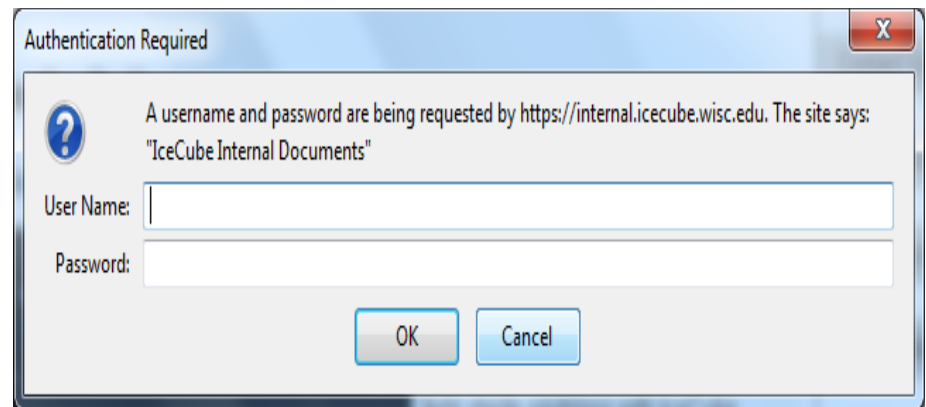 Authentication Required
X
?
A username and password are being requested by https://internal.icecube.wisc.edu. The site says:
"IceCube Internal Documents"
User Name:
Password:
OK Cancel